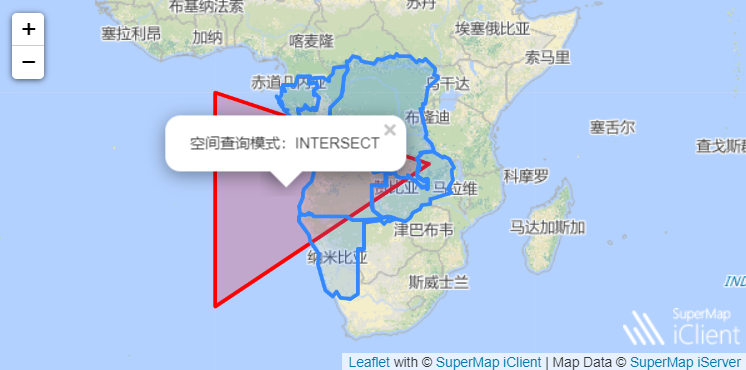 +
−
布基纳法索
苏丹
塞拉利昂
加纳
喀麦隆
埃塞俄比亚
索马里
赤道几内亚
乌干达
布隆迪
塞舌尔
查戈斯群
×
空间查询模式：INTERSECT
科摩罗
赞比亚
马拉维
马达加斯加
津巴布韦
纳米比亚
斯威士兰
IND
SuperMap
iClient
Leaflet with © SuperMap iClient | Map Data © SuperMap iServer